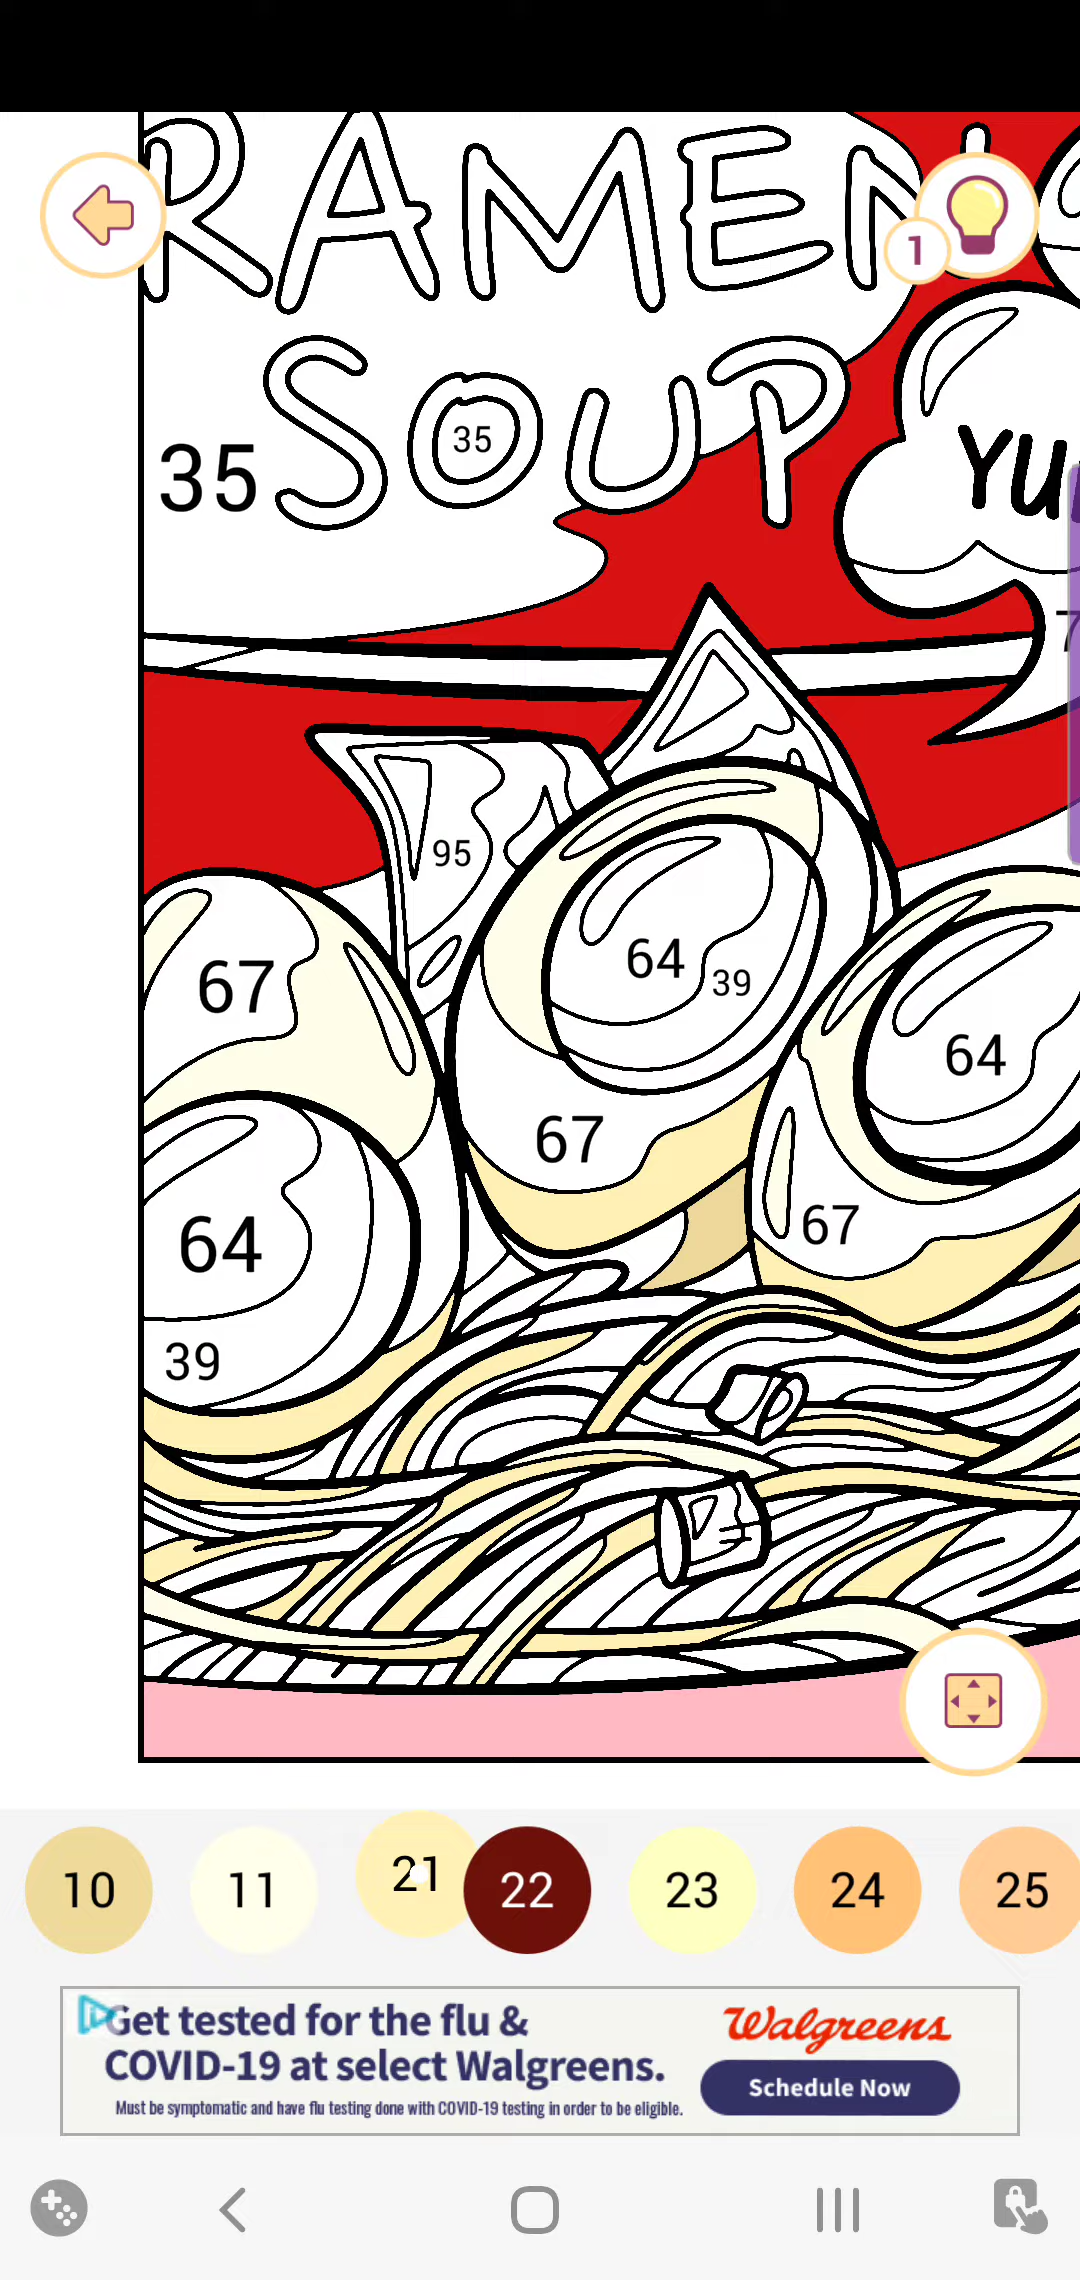 RAMEN
1
SOUP
35
35
YU
7
95
67
64
39
64
67
67
64
39
10
11
21
22
23
24
25
Get tested for the flu &
COVID-19 at select Walgreens.
Must be symptomatic and have flu testing done with COVID-19 testing in order to be eligible.
Walgreens
Schedule Now